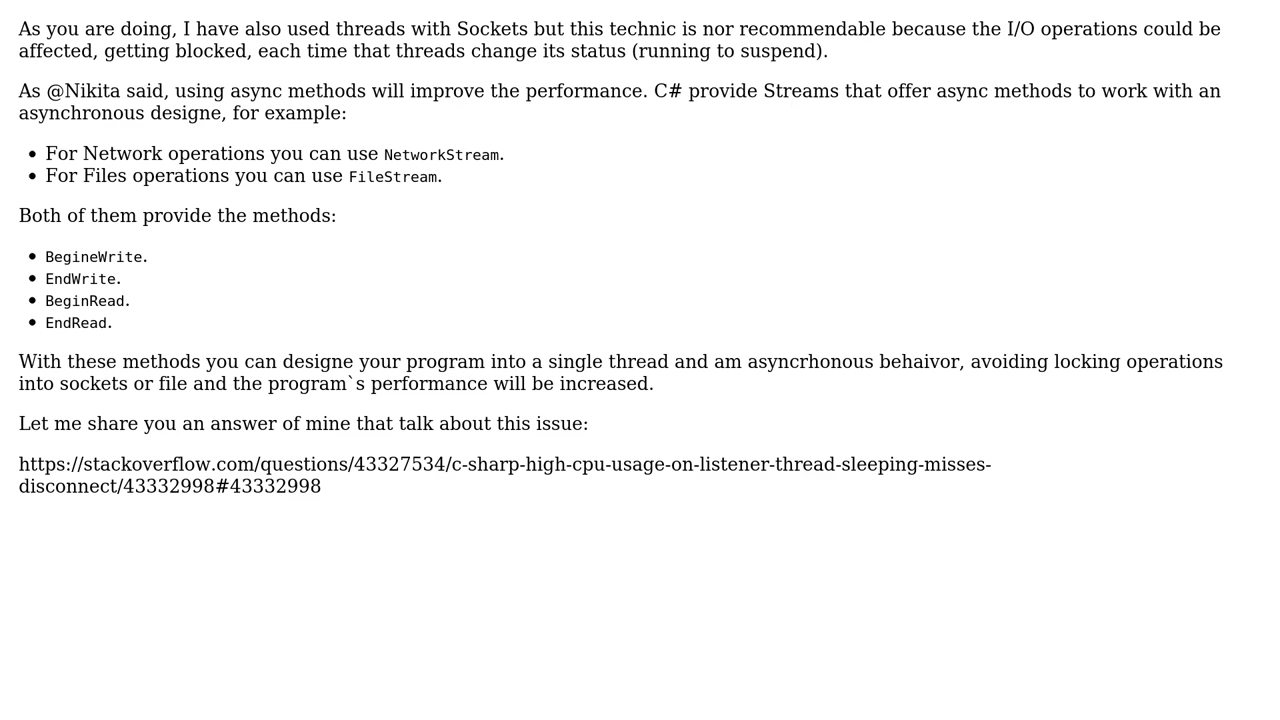 As you are doing, I have also used threads with Sockets but this technic is nor recommendable because the I/O operations could be
affected, getting blocked, each time that threads change its status (running to suspend).
As @Nikita said, using async methods will improve the performance. C# provide Streams that offer async methods to work with an
asynchronous designe, for example:
• For Network operations you can use NetworkStream.
• For Files operations you can use FileStream.
Both of them provide the methods:
• BegineWrite.
• EndWrite.
• BeginRead.
• EndRead.
With these methods you can designe your program into a single thread and am asyncrhonous behaivor, avoiding locking operations
into sockets or file and the program`s performance will be increased.
Let me share you an answer of mine that talk about this issue:
https://stackoverflow.com/questions/43327534/c-sharp-high-cpu-usage-on-listener-thread-sleeping-misses-
disconnect/43332998#43332998